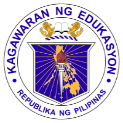 KAGAWARAN NG EDUKASYON
REPUBLIKA NG PILIPINAS